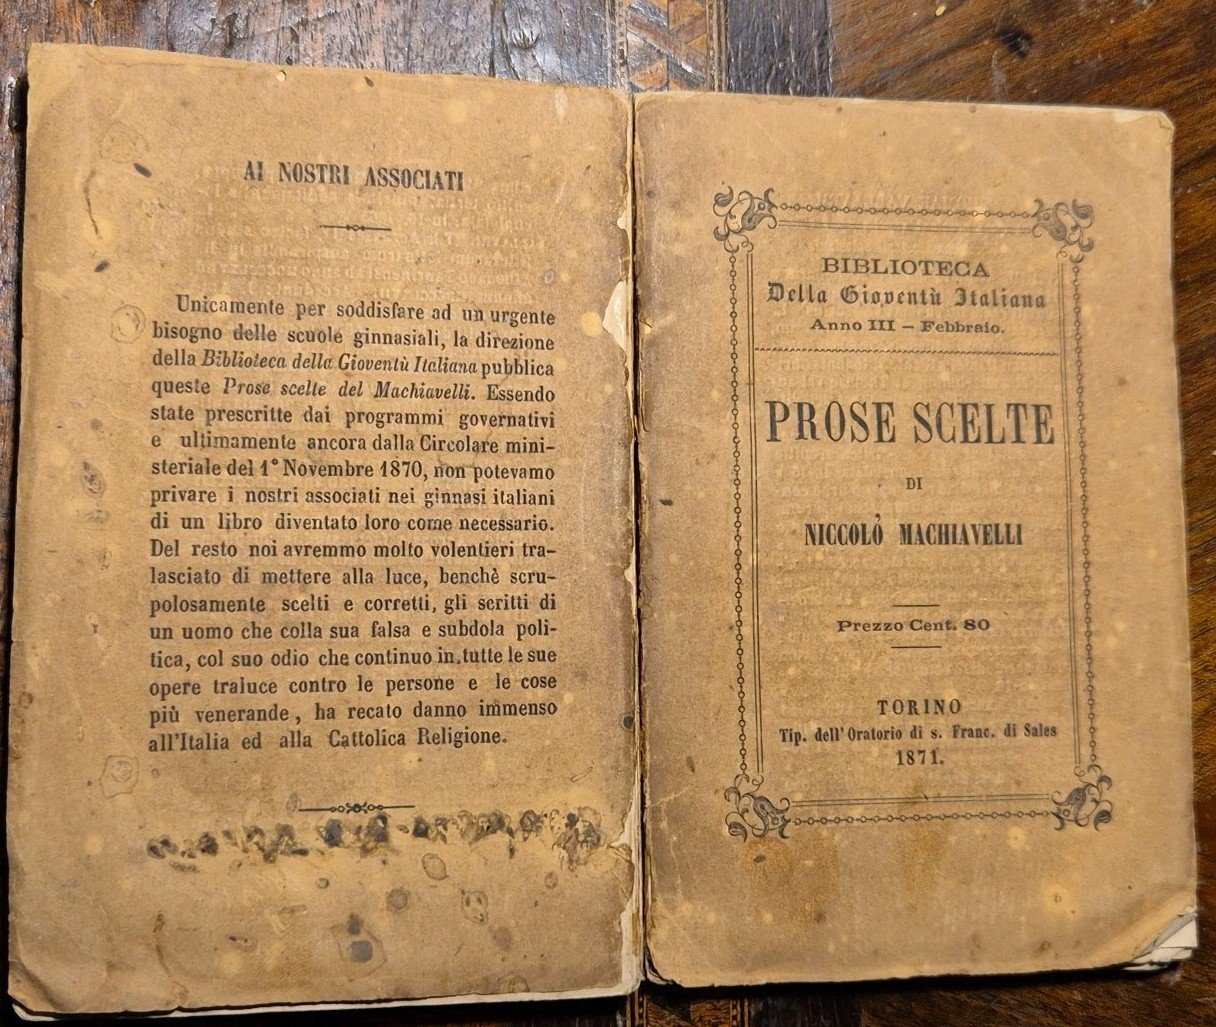 AI NOSTRI ASSOCIATI
Unicamente per soddisfare ad un urgente
bisogno delle scuole ginnasiali, la direzione
della Biblioteca della Gioventù Italiana pubblica
queste Prose scelte del Machiavelli. Essendo
state prescritte dai programmi governativi
e ultimamente ancora dalla Circolare mini-
steriale del 1° Novembre 1870, non potevamo
privare i nostri associati nei ginnasi italiani
di un libro diventato loro come necessario.
Del resto noi avremmo molto volentieri tra-
lasciato di mettere alla luce, benchè scru-
polosamente scelti e corretti, gli scritti di
un uomo che colla sua falsa e subdola poli-
tica, col suo odio che continuo in tutte le sue
opere traluce contro le persone e le cose
più venerande, ha recato danno immenso
all'Italia ed alla Cattolica Religione.
BIBLIOTECA
Della Gioventù Italiana
Anno III — Febbraio.
PROSE SCELTE
DI
NICCOLÒ MACHIAVELLI
Prezzo Cent. 80
TORINO
Tip. dell'Oratorio di s. Franc. di Sales
1871.